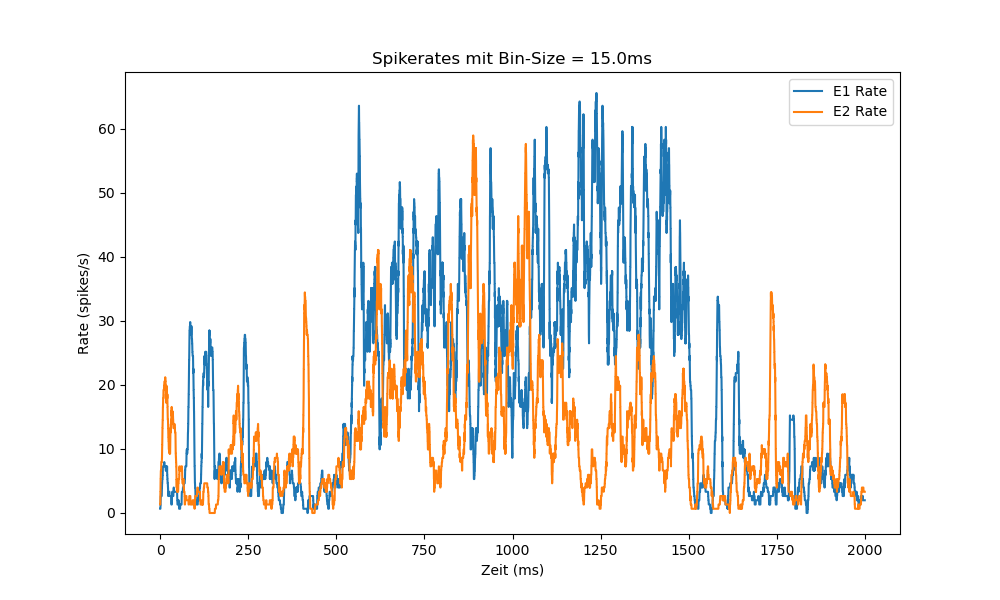 Spikerates mit Bin-Size = 15.0ms
E1 Rate
E2 Rate
Rate (spikes/s)
60
50
40
30
20
10
0
0 250 500 750 1000 1250 1500 1750 2000
Zeit (ms)